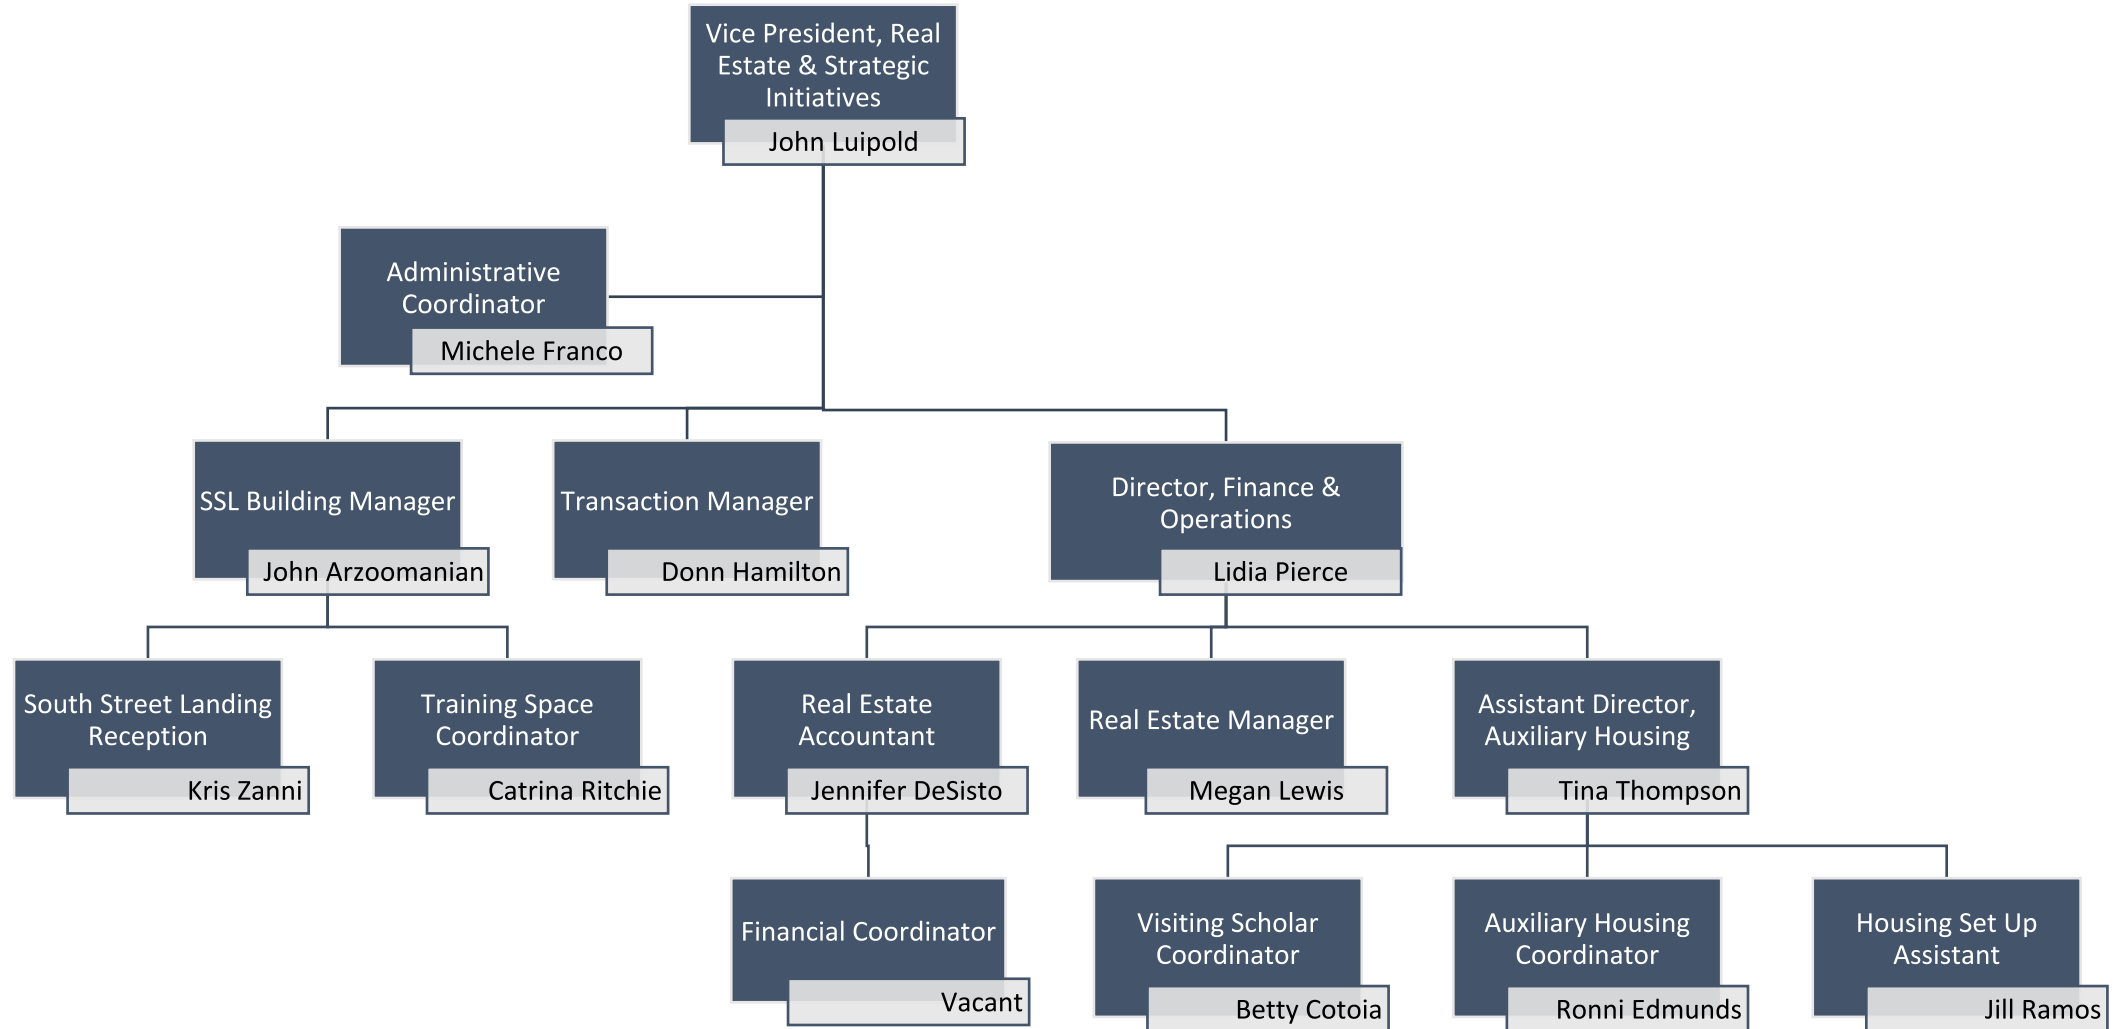 Vice President, Real
Estate & Strategic
Initiatives
John Luipold
Administrative
Coordinator
Michele Franco
SSL Building Manager
John Arzoomanian
Transaction Manager
Donn Hamilton
Director, Finance &
Operations
Lidia Pierce
South Street Landing
Reception
Kris Zanni
Training Space
Coordinator
Catrina Ritchie
Real Estate
Accountant
Jennifer DeSisto
Real Estate Manager
Megan Lewis
Assistant Director,
Auxiliary Housing
Tina Thompson
Financial Coordinator
Vacant
Visiting Scholar
Coordinator
Betty Cotoia
Auxiliary Housing
Coordinator
Ronni Edmunds
Housing Set Up
Assistant
Jill Ramos